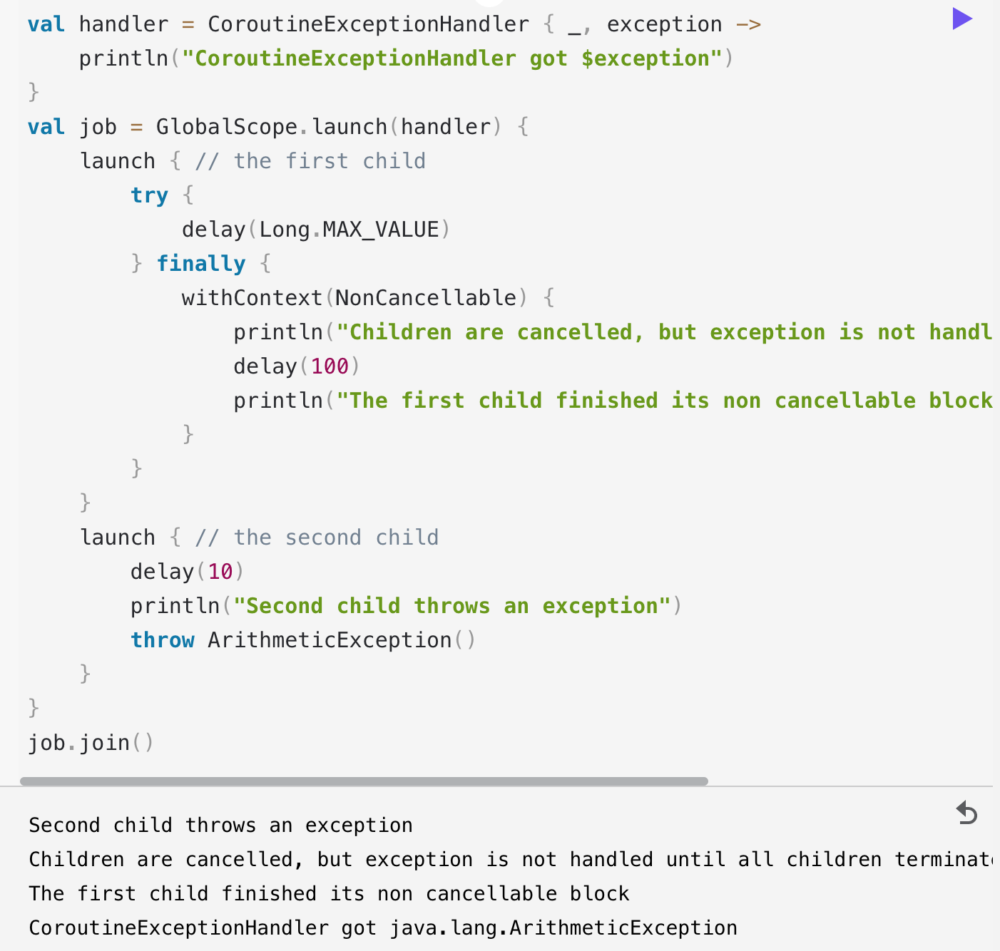 val handler = CoroutineExceptionHandler { _, exception ->
    println("CoroutineExceptionHandler got $exception")
}
val job = GlobalScope.launch(handler) {
    launch { // the first child
        try {
            delay(Long.MAX_VALUE)
        } finally {
            withContext(NonCancellable) {
                println("Children are cancelled, but exception is not handl
                delay(100)
                println("The first child finished its non cancellable block
            }
        }
    }
    launch { // the second child
        delay(10)
        println("Second child throws an exception")
        throw ArithmeticException()
    }
}
job.join()
Second child throws an exception
Children are cancelled, but exception is not handled until all children terminate
The first child finished its non cancellable block
CoroutineExceptionHandler got java.lang.ArithmeticException